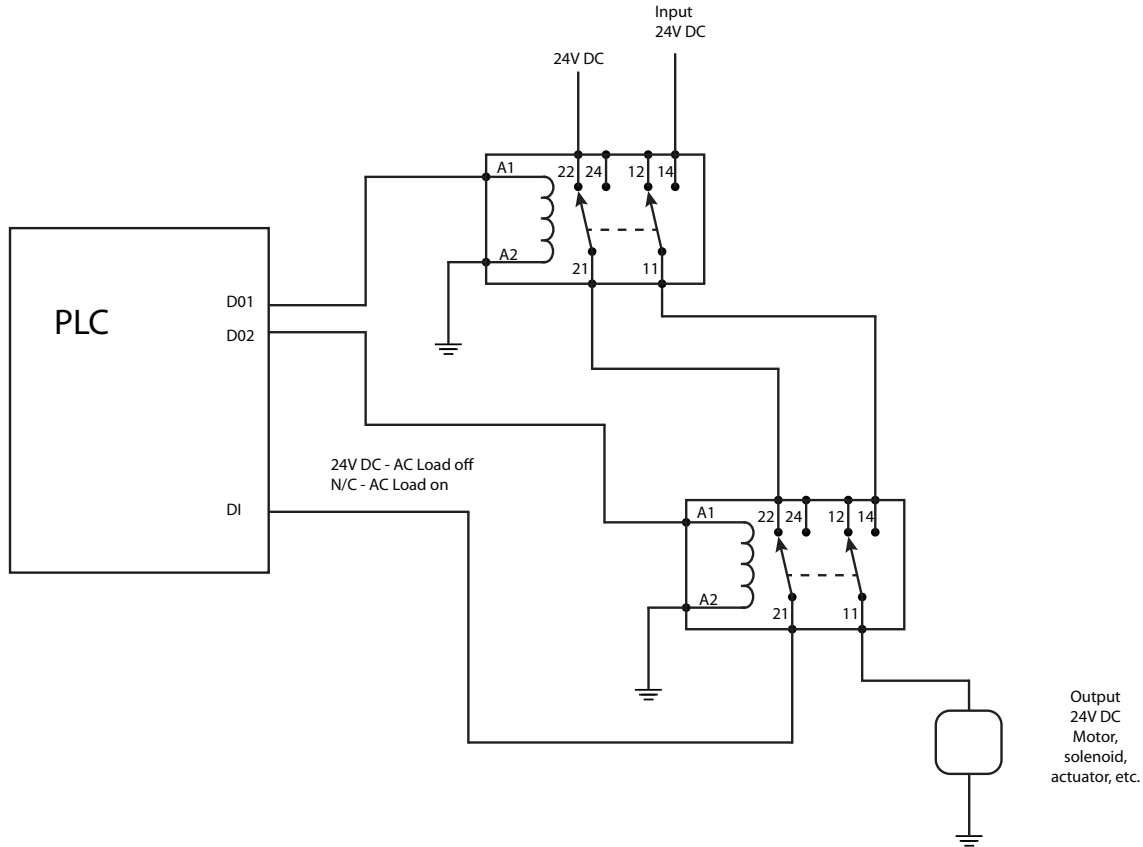 Input
24V DC
24V DC
A1
22 24 12 14
A2
21 11
PLC
D01
D02
24V DC - AC Load off
N/C - AC Load on
DI
A1
22 24 12 14
A2
21 11
Output
24V DC
Motor,
solenoid,
actuator, etc.